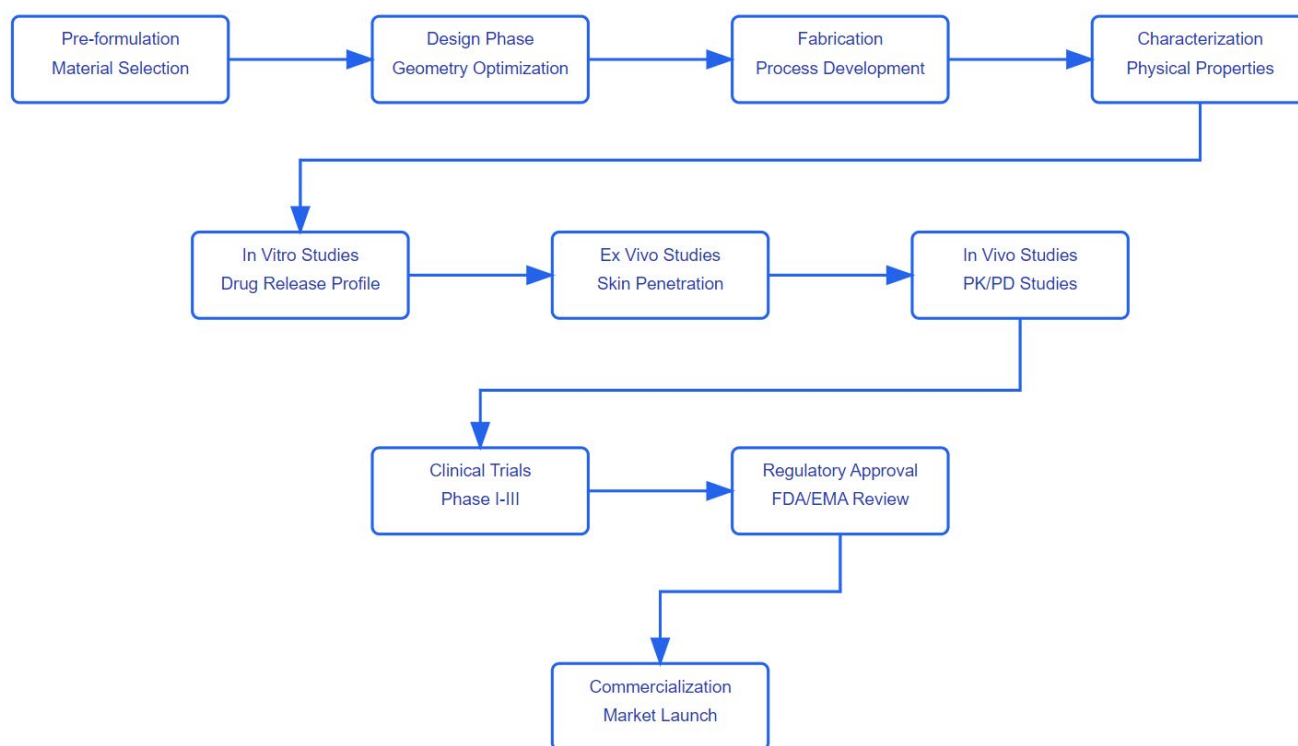 Pre-formulation
Material Selection
Design Phase
Geometry Optimization
Fabrication
Process Development
Characterization
Physical Properties
In Vitro Studies
Drug Release Profile
Ex Vivo Studies
Skin Penetration
In Vivo Studies
PK/PD Studies
Clinical Trials
Phase I-III
Regulatory Approval
FDA/EMA Review
Commercialization
Market Launch